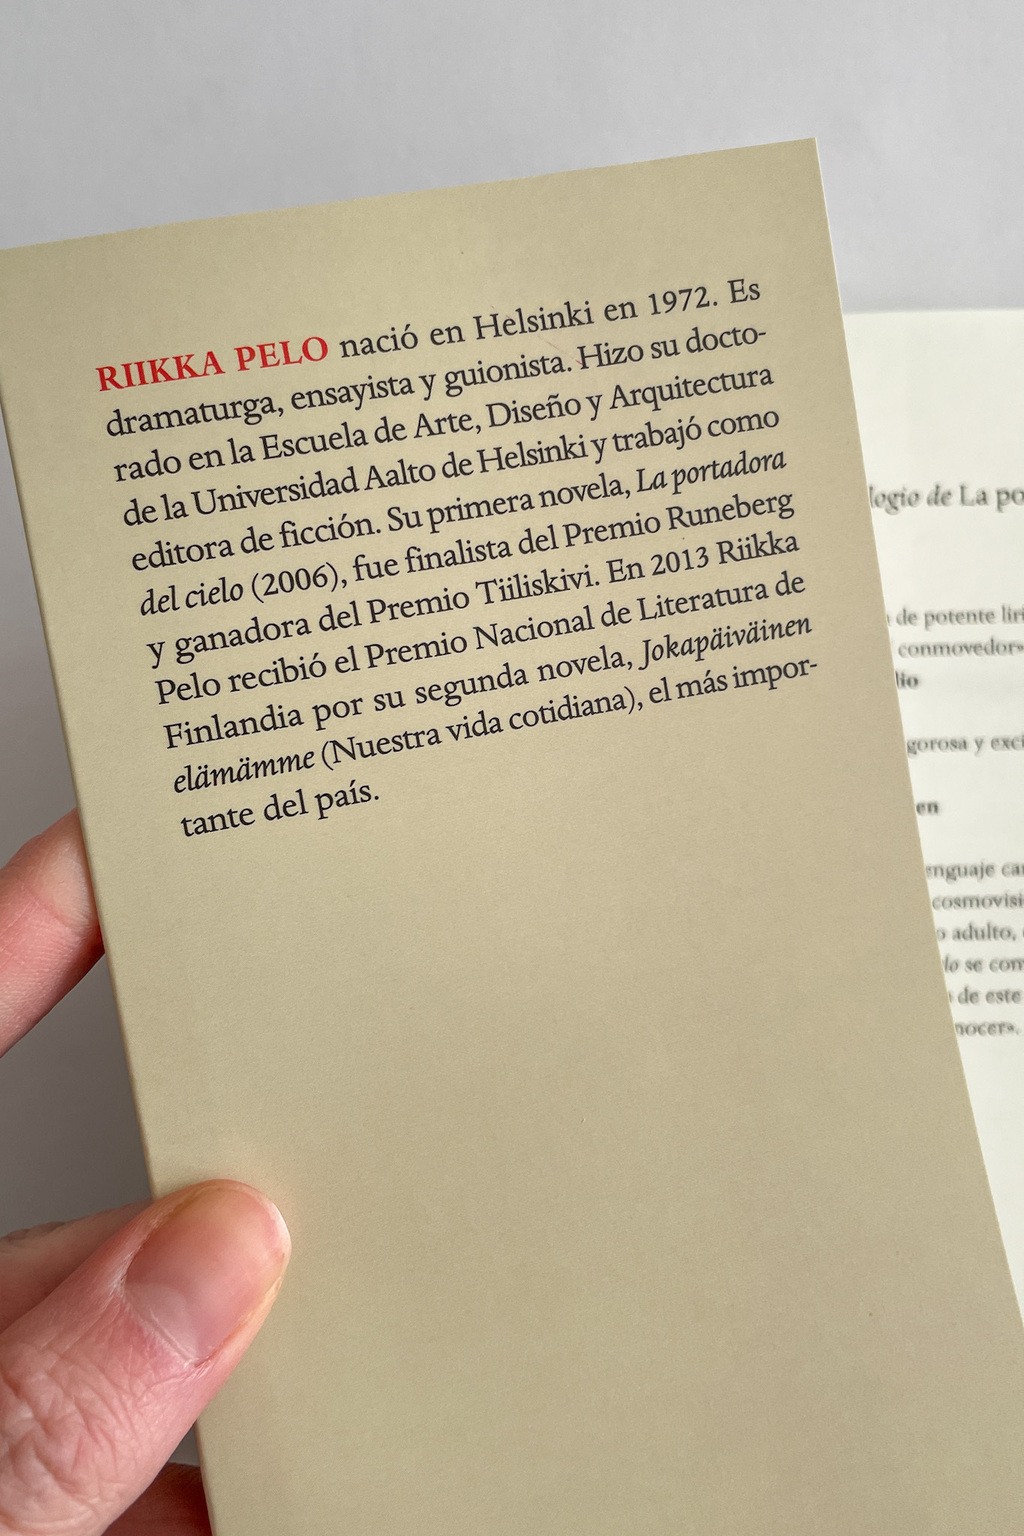 RIIKKA PELO nació en Helsinki en 1972. Es
dramaturga, ensayista y guionista. Hizo su docto-
rado en la Escuela de Arte, Diseño y Arquitectura
de la Universidad Aalto de Helsinki y trabajó como
editora de ficción. Su primera novela, La portadora
del cielo (2006), fue finalista del Premio Runeberg
y ganadora del Premio Tiiliskivi. En 2013 Riikka
Pelo recibió el Premio Nacional de Literatura de
Finlandia por su segunda novela, Jokapäiväinen
elämämme (Nuestra vida cotidiana), el más impor-
tante del país.
de La
de potente
conmovedor»
y
adulto,
se
de este